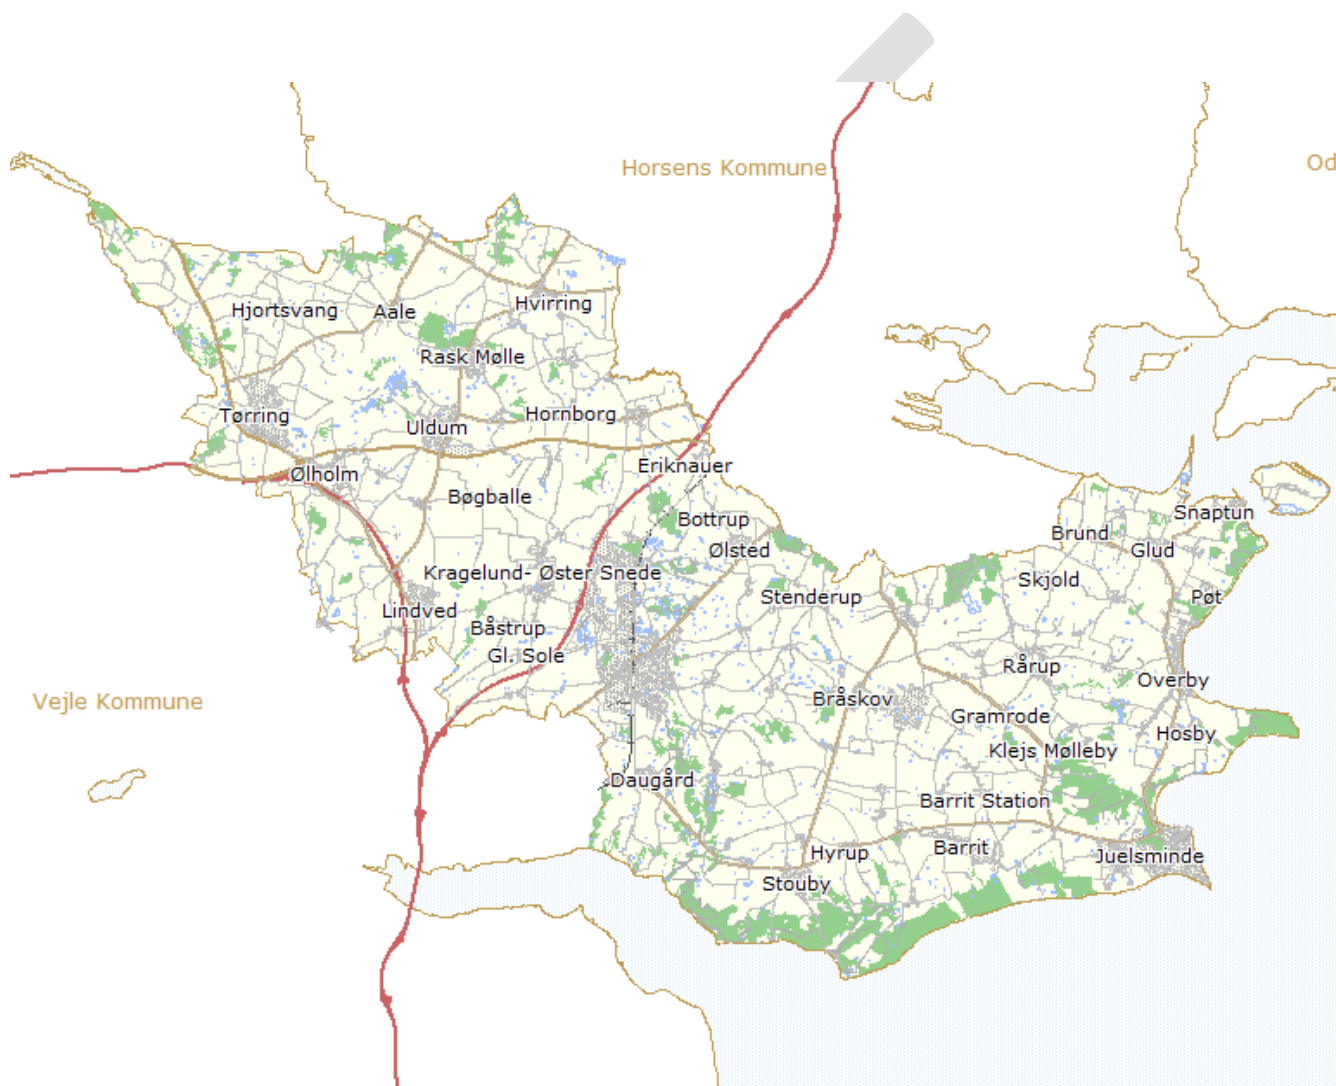 Horsens Kommune
Od
Hjortsvang
Aale
Hvirring
Rask Mølle
Tørring
Uldum
Hornborg
Ølholm
Eriknauer
Bøgballe
Bottrup
Snaptun
Brund
Ølsted
Glud
Kragelund- Øster Snede
Skjold
Stenderup
Pøt
Lindved
Båstrup
Gl. Sole
Rårup
Overby
Vejle Kommune
Bråskov
Gramrode
Hosby
Klejs Mølleby
Daugård
Barrit Station
Hyrup
Barrit
Juelsminde
Stouby